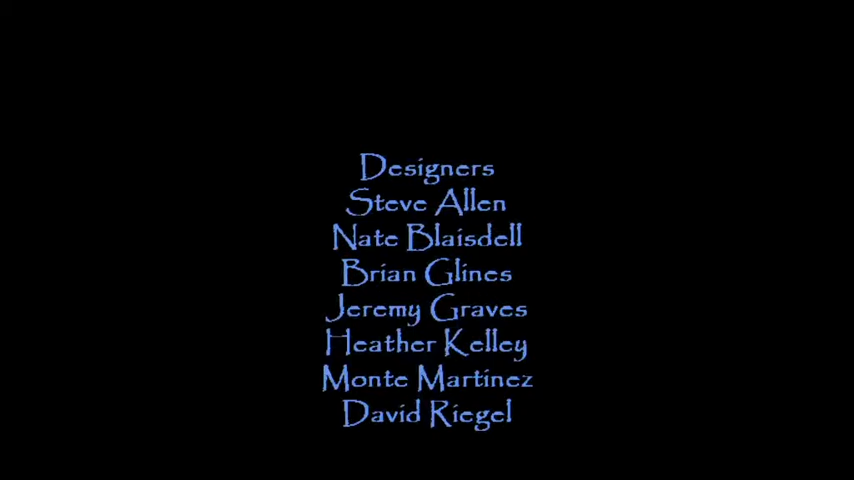 Designers
Steve Allen
Nate Blaisdell
Brian Glines
Jeremy Graves
Heather Kelley
Monte Martinez
David Riegel